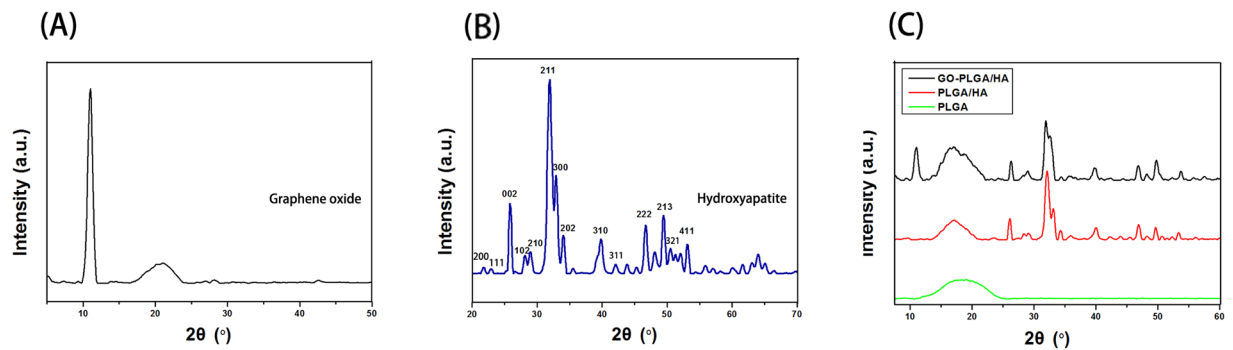 (A)
Intensity (a.u.)
Graphene oxide
0 10 20 30 40 50
2θ (°)
(B)
Intensity (a.u.)
Hydroxyapatite
200
111
002
102
210
211
300
202
310
311
222
213
321
411
20 30 40 50 60 70
2θ (°)
(C)
Intensity (a.u.)
GO-PLGA/HA
PLGA/HA
PLGA
10 20 30 40 50 60
2θ (°)